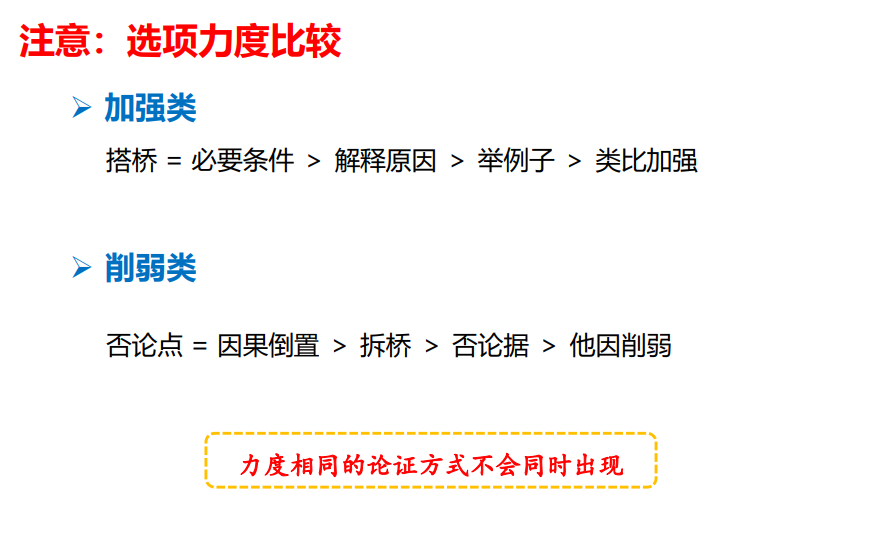 注意：选项力度比较
➢ 加强类
搭桥 = 必要条件 > 解释原因 > 举例子 > 类比加强
➢ 削弱类
否论点 = 因果倒置 > 拆桥 > 否论据 > 他因削弱
力度相同的论证方式不会同时出现